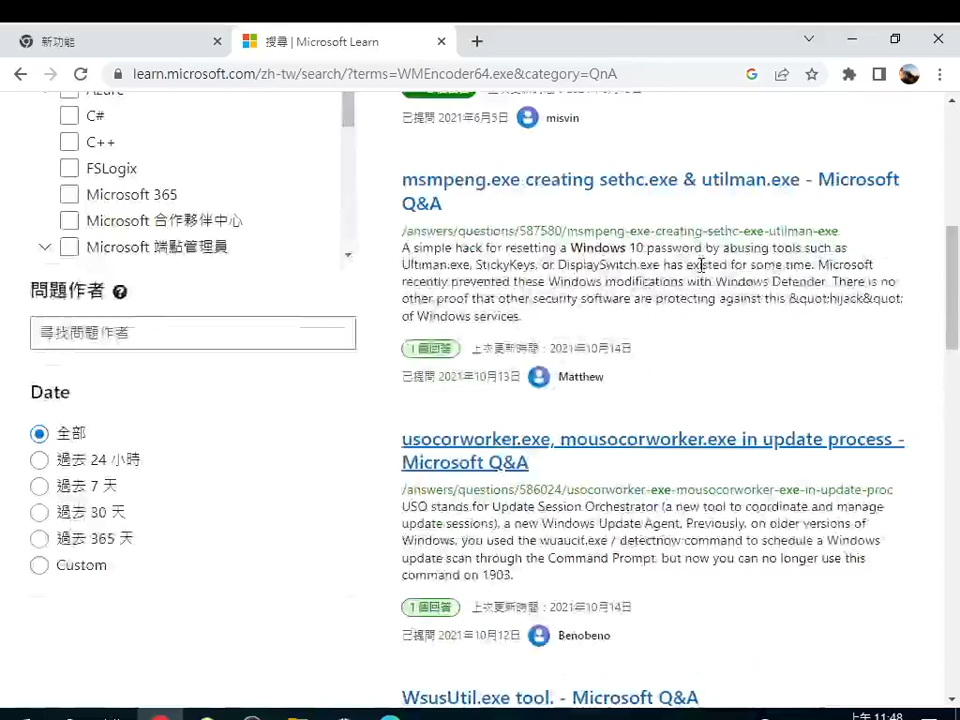 新功能
搜尋 | Microsoft Learn
learn.microsoft.com/zh-tw/search/?terms=WMEncoder64.exe&category=QnA
Azure
C#
C++
FSLogix
Microsoft 365
Microsoft 合作夥伴中心
Microsoft 端點管理員
問題作者
尋找問題作者
Date
全部
過去 24 小時
過去 7 天
過去 30 天
過去 365 天
Custom
已提問 2021年6月5日 misvin
msmpeng.exe creating sethc.exe & utilman.exe - Microsoft
Q&A
/answers/questions/587580/msmpeng-exe-creating-sethc-exe-utilman-exe
A simple hack for resetting a Windows 10 password by abusing tools such as
Ultiman.exe, StickyKeys, or DisplaySwitch.exe has existed for some time. Microsoft
recently prevented these Windows modifications with Windows Defender. There is no
other proof that other security software are protecting against this &quot;hijack&quot;
of Windows services.
1 個回答 上次更新時間：2021年10月14日
已提問 2021年10月13日 Matthew
usocorworker.exe, mousocorworker.exe in update process -
Microsoft Q&A
/answers/questions/586024/usocorworker-exe-mousocorworker-exe-in-update-proc
USO stands for Update Session Orchestrator (a new tool to coordinate and manage
update sessions), a new Windows Update Agent. Previously, on older versions of
Windows, you used the wuauclt.exe / detectnow command to schedule a Windows
update scan through the Command Prompt, but now you can no longer use this
command on 1903.
1 個回答 上次更新時間：2021年10月14日
已提問 2021年10月12日 Benobeno
WsusUtil.exe tool. - Microsoft Q&A
上午 11:48